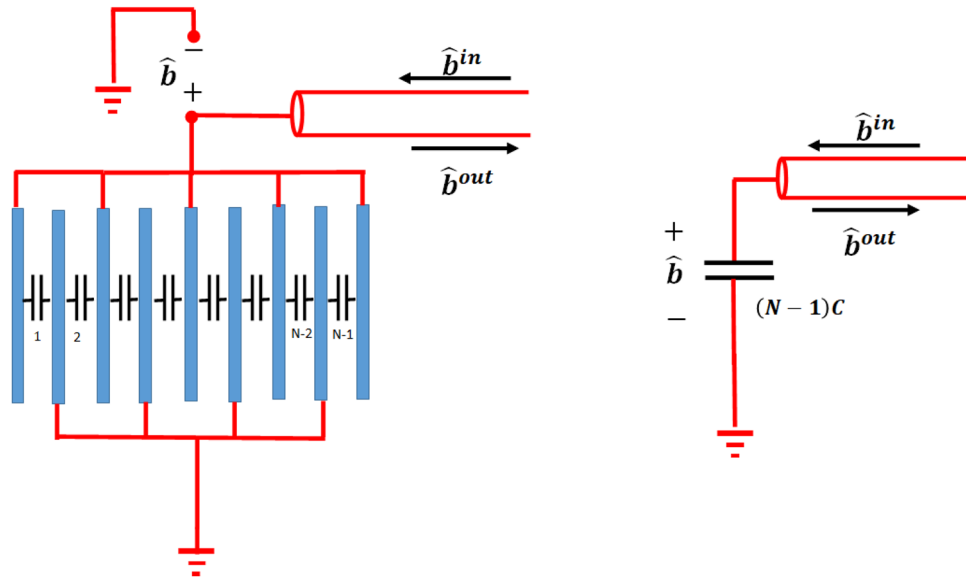 −
b̂
+
b̂ⁱⁿ
b̂ᵒᵘᵗ
1
2
N-2
N-1
b̂ⁱⁿ
b̂ᵒᵘᵗ
+
b̂
−
(N − 1)C